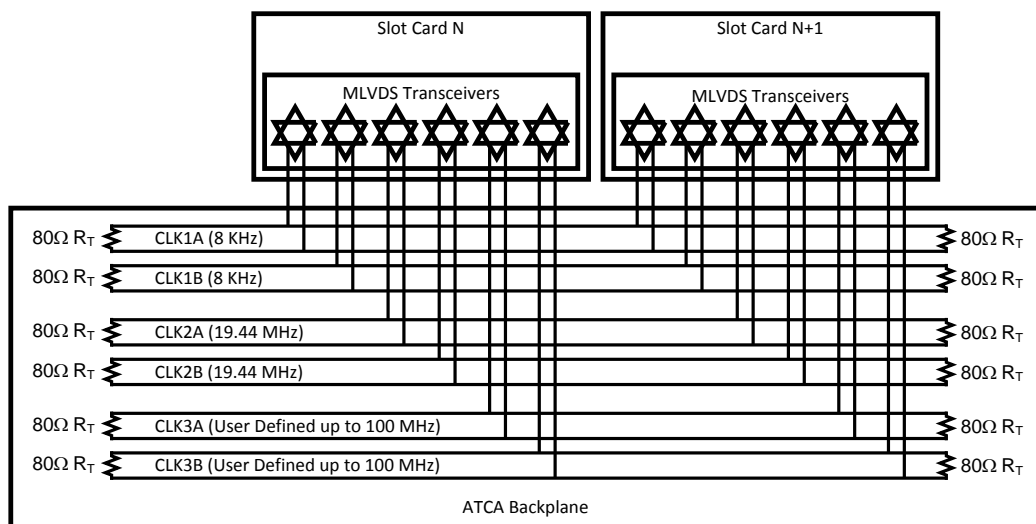 Slot Card N
Slot Card N+1
MLVDS Transceivers
MLVDS Transceivers
80Ω RT
CLK1A (8 KHz)
80Ω RT
80Ω RT
CLK1B (8 KHz)
80Ω RT
80Ω RT
CLK2A (19.44 MHz)
80Ω RT
80Ω RT
CLK2B (19.44 MHz)
80Ω RT
80Ω RT
CLK3A (User Defined up to 100 MHz)
80Ω RT
80Ω RT
CLK3B (User Defined up to 100 MHz)
80Ω RT
ATCA Backplane